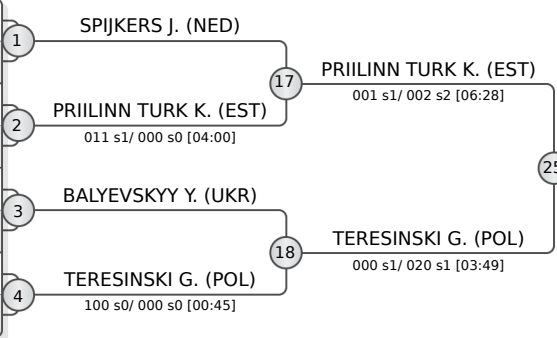 SPIJKERS J. (NED)
1
17
PRIILINN TURK K. (EST)
001 s1/ 002 s2 [06:28]
2
PRIILINN TURK K. (EST)
011 s1/ 000 s0 [04:00]
25
3
BALYEVSKYY Y. (UKR)
18
TERESINSKI G. (POL)
000 s1/ 020 s1 [03:49]
4
TERESINSKI G. (POL)
100 s0/ 000 s0 [00:45]